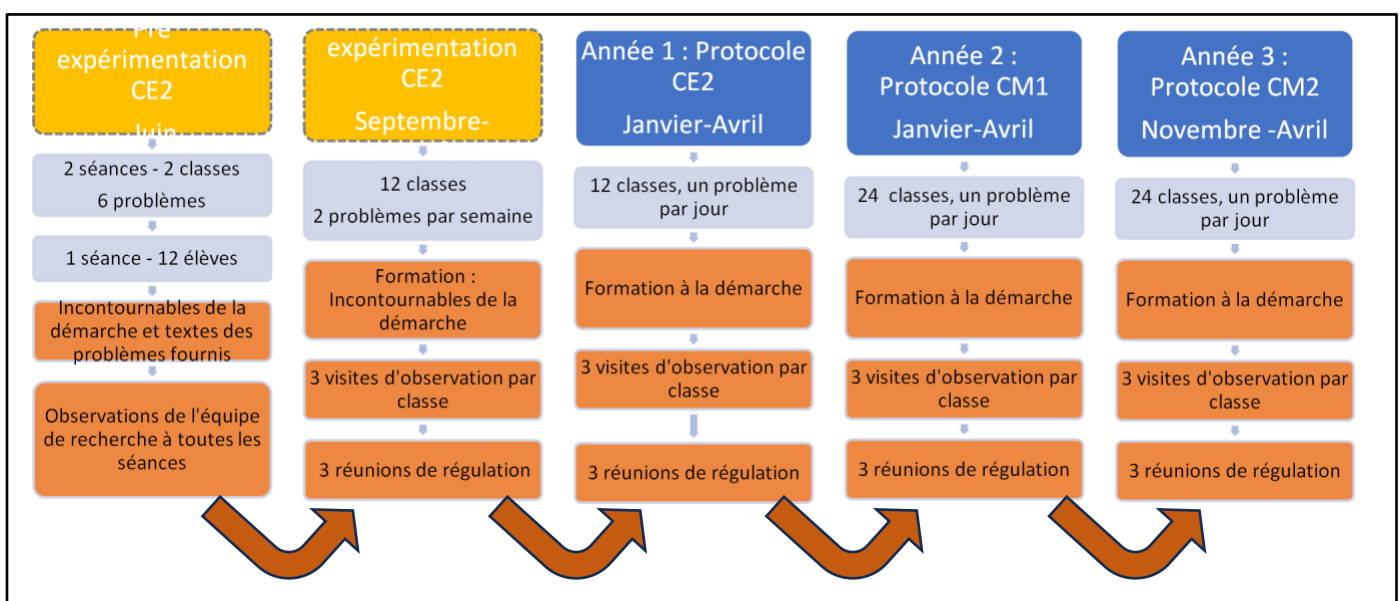 Pré
expérimentation
CE2
Juin
2 séances - 2 classes
6 problèmes
1 séance - 12 élèves
Incontournables de la
démarche et textes des
problèmes fournis
Observations de l'équipe
de recherche à toutes les
séances
expérimentation
CE2
Septembre-
12 classes
2 problèmes par semaine
Formation :
Incontournables de la
démarche
3 visites d'observation par
classe
3 réunions de régulation
Année 1 : Protocole
CE2
Janvier-Avril
12 classes, un problème
par jour
Formation à la démarche
3 visites d'observation par
classe
3 réunions de régulation
Année 2 :
Protocole CM1
Janvier-Avril
24 classes, un problème
par jour
Formation à la démarche
3 visites d'observation par
classe
3 réunions de régulation
Année 3 :
Protocole CM2
Novembre -Avril
24 classes, un problème
par jour
Formation à la démarche
3 visites d'observation par
classe
3 réunions de régulation